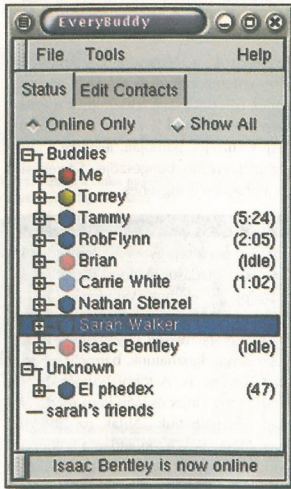 EveryBuddy
File Tools Help
Status Edit Contacts
Online Only Show All
Buddies
Me
Torrey
Tammy (5:24)
RobFlynn (2:05)
Brian (Idle)
Carrie White (1:02)
Nathan Stenzel
Sarah Walker
Isaac Bentley (Idle)
Unknown
El phedex (47)
sarah's friends
Isaac Bentley is now online